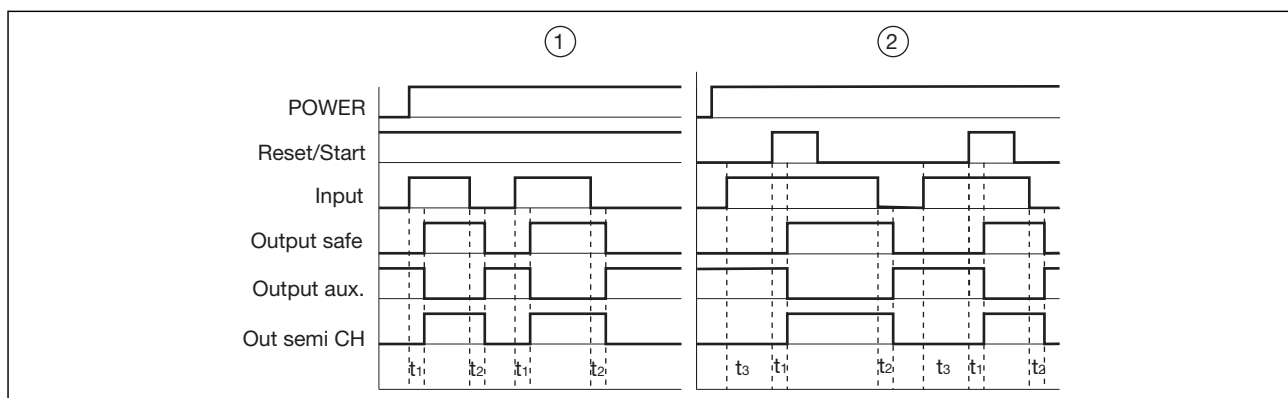 ① ②
POWER
Reset/Start
Input
Output safe
Output aux.
Out semi CH
t1 t2 t1 t2 t3 t1 t2 t3 t1 t2